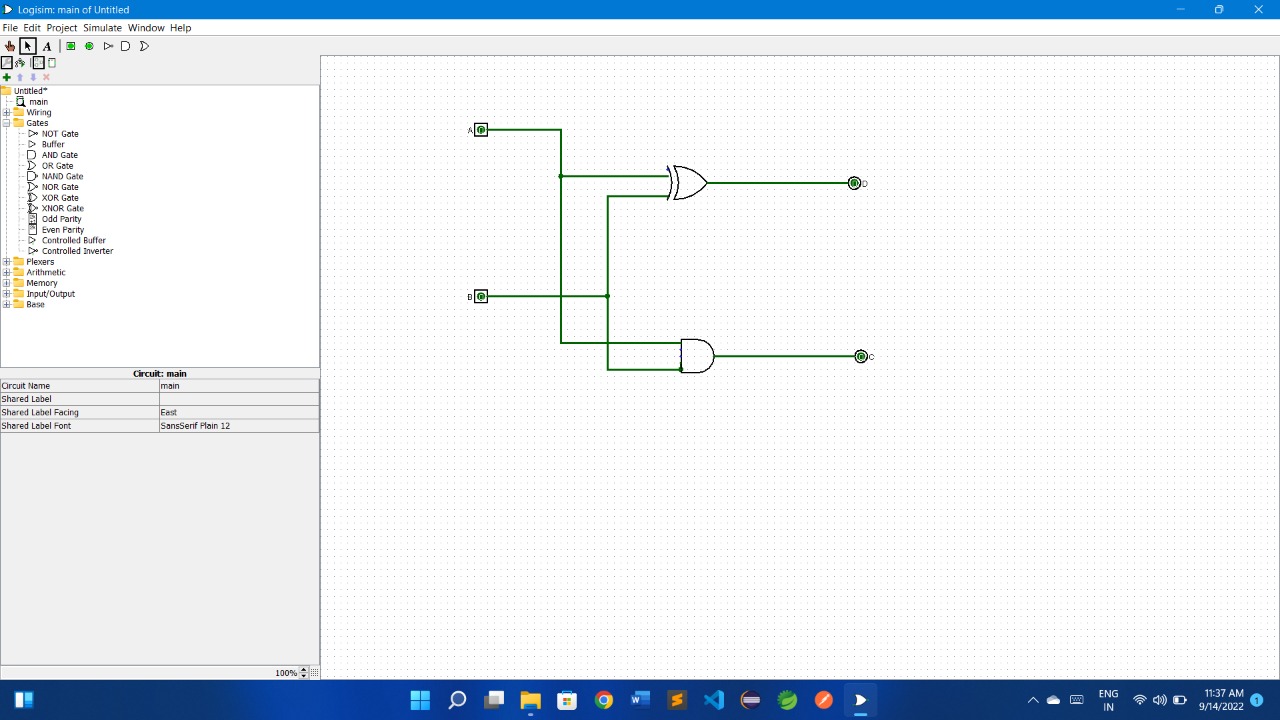 Logisim: main of Untitled
File Edit Project Simulate Window Help
A
Untitled*
main
Wiring
Gates
NOT Gate
Buffer
AND Gate
OR Gate
NAND Gate
NOR Gate
XOR Gate
XNOR Gate
Odd Parity
Even Parity
Controlled Buffer
Controlled Inverter
Plexers
Arithmetic
Memory
Input/Output
Base
Circuit: main
Circuit Name main
Shared Label
Shared Label Facing East
Shared Label Font SansSerif Plain 12
100%
A
D
B
C
ENG
IN
11:37 AM
9/14/2022
1